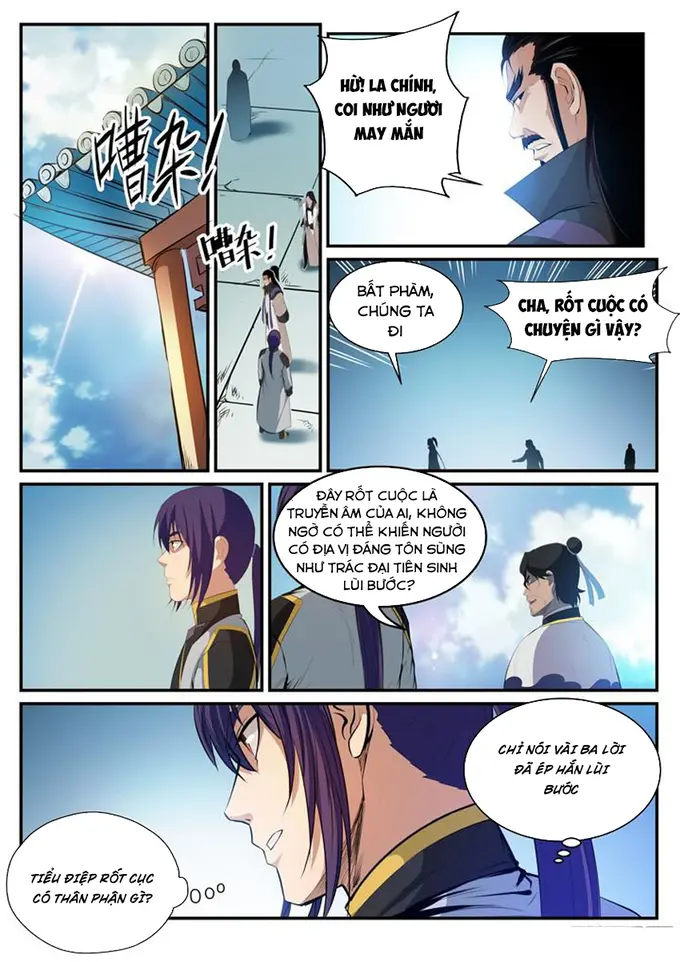 嘈杂!
嘈杂!
HỪ! LA CHÍNH,
COI NHƯ NGƯƠI
MAY MẮN
BẤT PHÀM,
CHÚNG TA
ĐI
CHA, RỐT CUỘC CÓ
CHUYỆN GÌ VẬY?
ĐÂY RỐT CUỘC LÀ
TRUYỀN ÂM CỦA AI, KHÔNG
NGỜ CÓ THỂ KHIẾN NGƯỜI
CÓ ĐỊA VỊ ĐÁNG TÔN SÙNG
NHƯ TRÁC ĐẠI TIÊN SINH
LÙI BƯỚC?
CHỈ NÓI VÀI BA LỜI
ĐÃ ÉP HẮN LÙI
BƯỚC
TIỂU ĐIỆP RỐT CỤC
CÓ THÂN PHẬN GÌ?